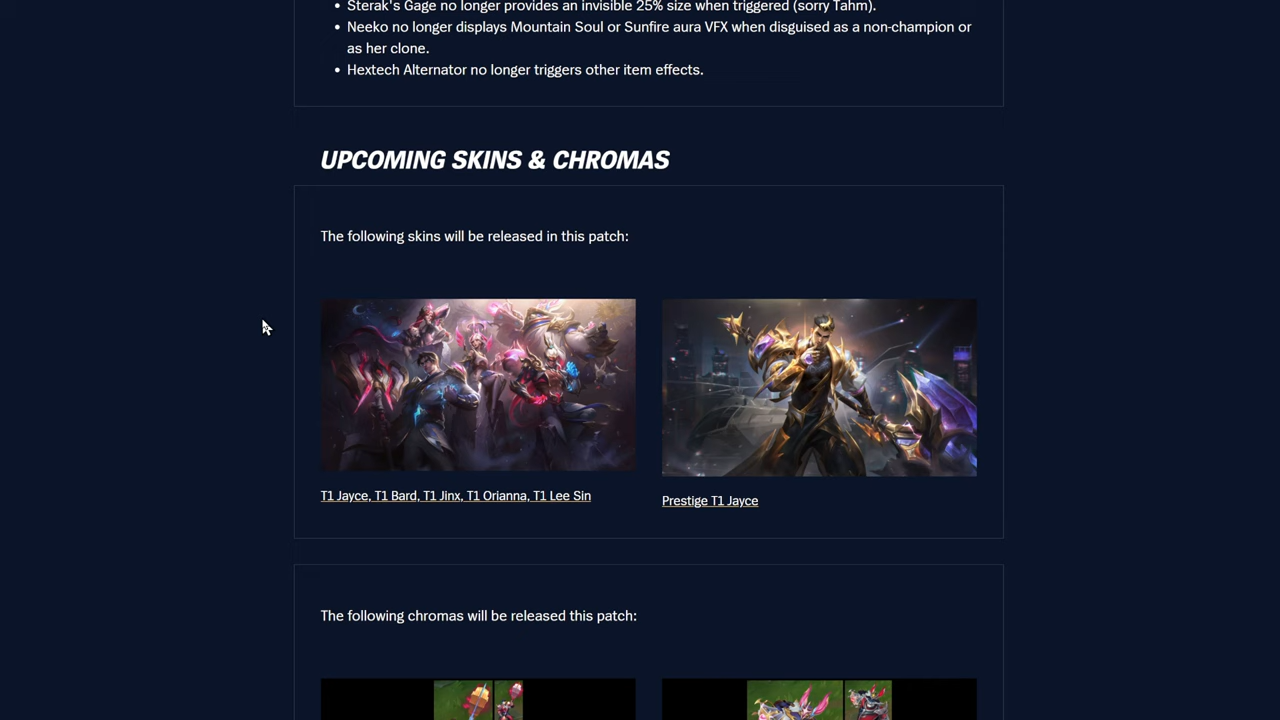 Sterak's Gage no longer provides an invisible 25% size when triggered (sorry Tahm).
Neeko no longer displays Mountain Soul or Sunfire aura VFX when disguised as a non-champion or
as her clone.
Hextech Alternator no longer triggers other item effects.
UPCOMING SKINS & CHROMAS
The following skins will be released in this patch:
T1 Jayce, T1 Bard, T1 Jinx, T1 Orianna, T1 Lee Sin
Prestige T1 Jayce
The following chromas will be released this patch: